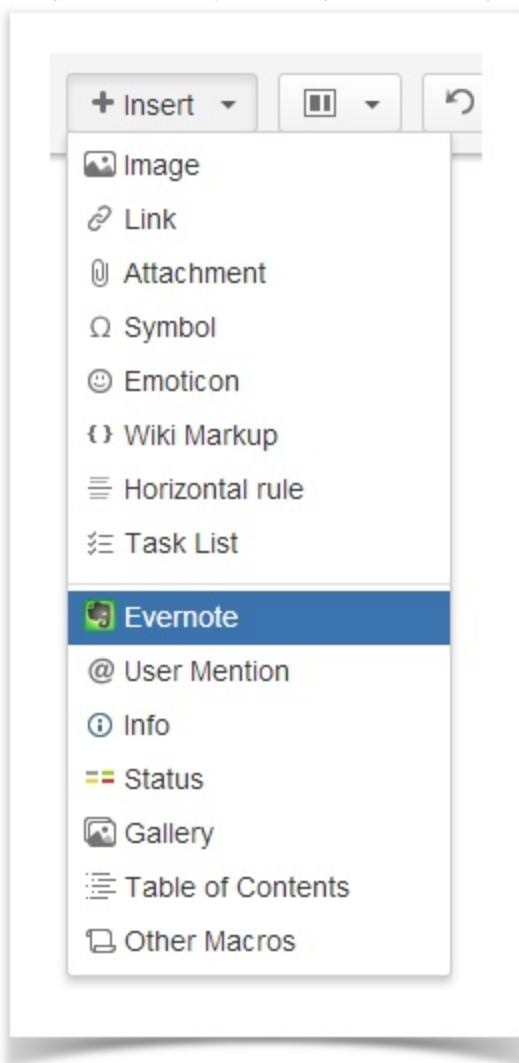 + Insert
Image
Link
Attachment
Ω Symbol
Emoticon
{} Wiki Markup
Horizontal rule
Task List
Evernote
@ User Mention
Info
Status
Gallery
Table of Contents
Other Macros